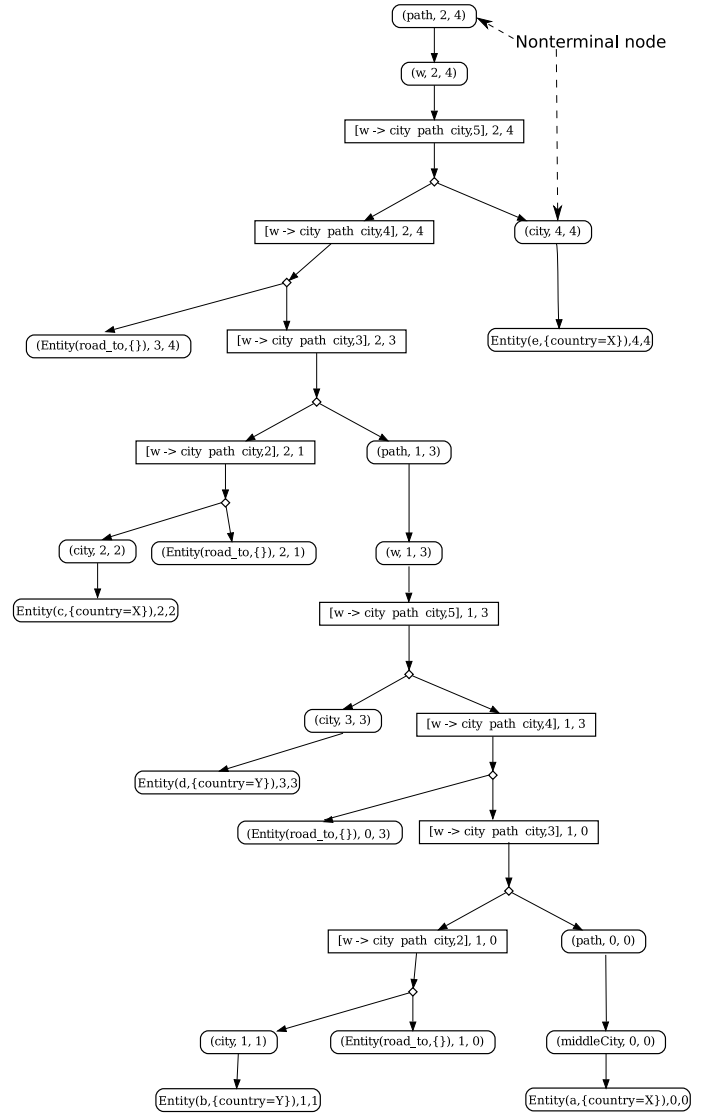 (path, 2, 4)
Nonterminal node
(w, 2, 4)
[w -> city path city,5], 2, 4
[w -> city path city,4], 2, 4
(city, 4, 4)
(Entity(road_to,{}), 3, 4)
[w -> city path city,3], 2, 3
Entity(e,{country=X}),4,4
[w -> city path city,2], 2, 1
(path, 1, 3)
(city, 2, 2)
(Entity(road_to,{}), 2, 1)
(w, 1, 3)
Entity(c,{country=X}),2,2
[w -> city path city,5], 1, 3
(city, 3, 3)
[w -> city path city,4], 1, 3
Entity(d,{country=Y}),3,3
(Entity(road_to,{}), 0, 3)
[w -> city path city,3], 1, 0
[w -> city path city,2], 1, 0
(path, 0, 0)
(city, 1, 1)
(Entity(road_to,{}), 1, 0)
(middleCity, 0, 0)
Entity(b,{country=Y}),1,1
Entity(a,{country=X}),0,0